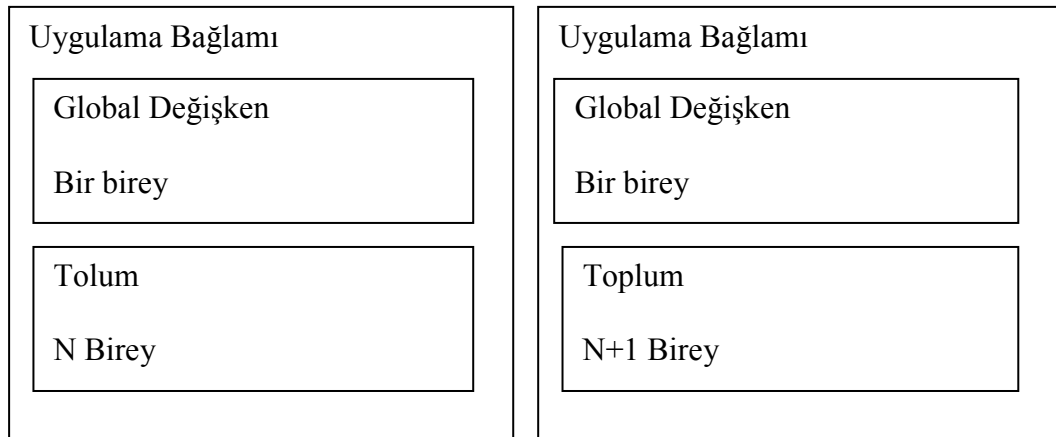 Uygulama Bağlamı
Global Değişken
Bir birey
Tolum
N Birey
Uygulama Bağlamı
Global Değişken
Bir birey
Toplum
N+1 Birey